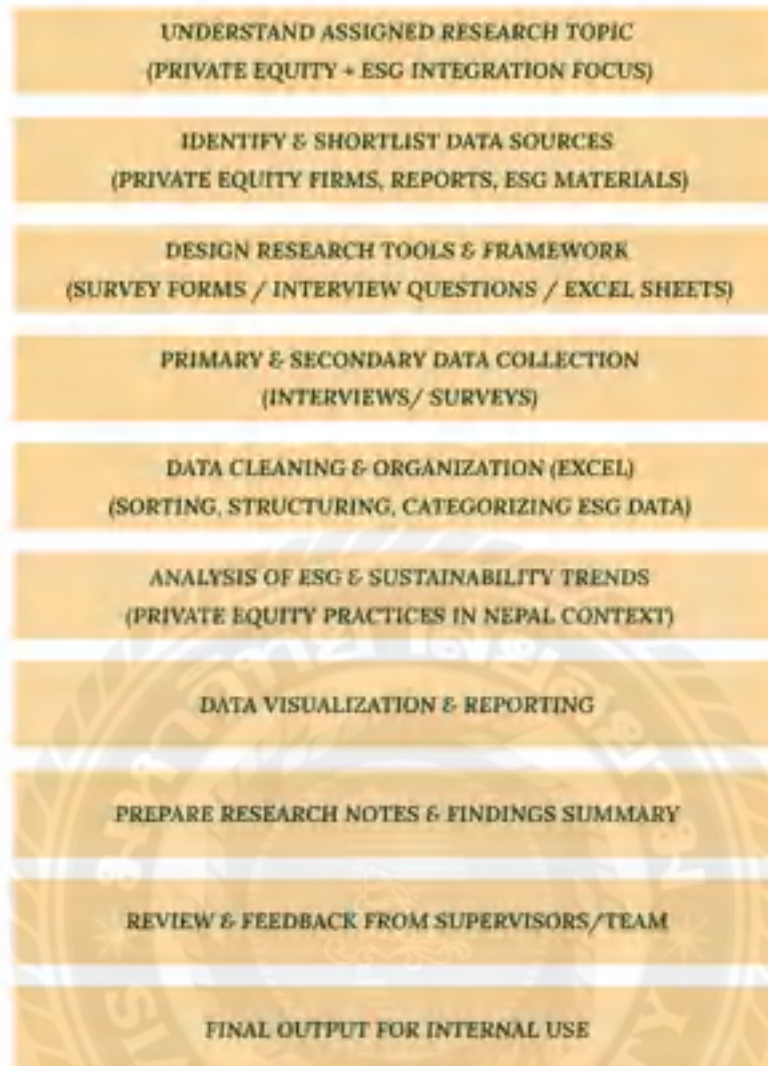 UNDERSTAND ASSIGNED RESEARCH TOPIC
(PRIVATE EQUITY + ESG INTEGRATION FOCUS)
IDENTIFY & SHORTLIST DATA SOURCES
(PRIVATE EQUITY FIRMS, REPORTS, ESG MATERIALS)
DESIGN RESEARCH TOOLS & FRAMEWORK
(SURVEY FORMS / INTERVIEW QUESTIONS / EXCEL SHEETS)
PRIMARY & SECONDARY DATA COLLECTION
(INTERVIEWS/ SURVEYS)
DATA CLEANING & ORGANIZATION (EXCEL)
(SORTING, STRUCTURING, CATEGORIZING ESG DATA)
ANALYSIS OF ESG & SUSTAINABILITY TRENDS
(PRIVATE EQUITY PRACTICES IN NEPAL CONTEXT)
DATA VISUALIZATION & REPORTING
PREPARE RESEARCH NOTES & FINDINGS SUMMARY
REVIEW & FEEDBACK FROM SUPERVISORS/TEAM
FINAL OUTPUT FOR INTERNAL USE